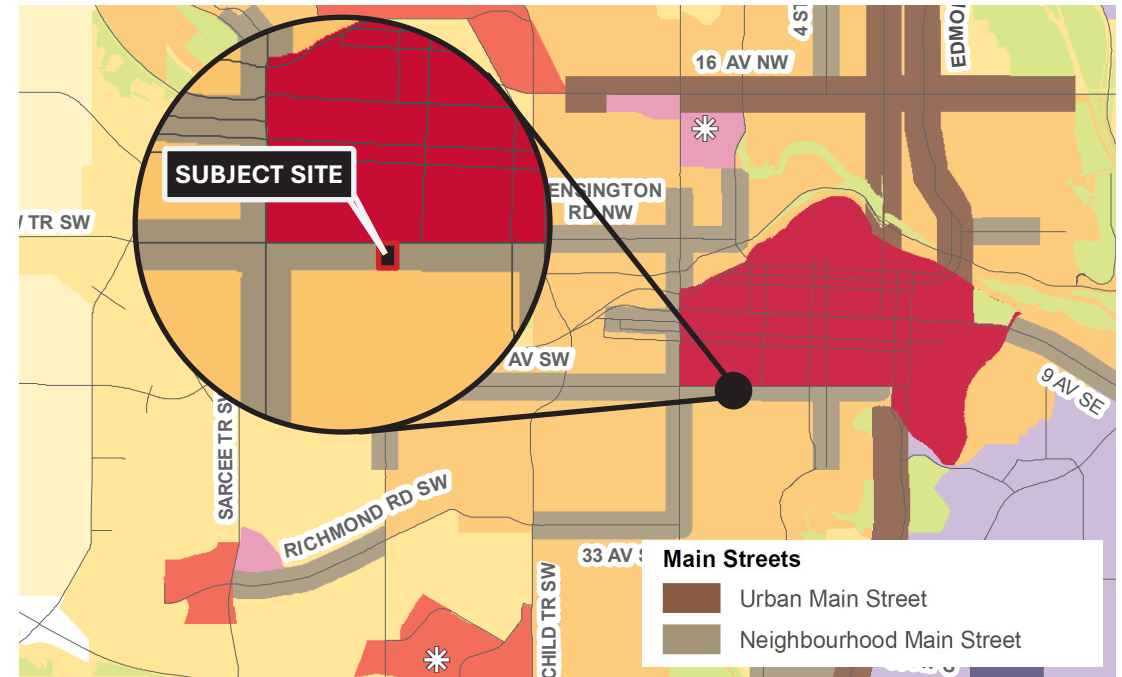 4 ST
EDMO
16 AV NW
SUBJECT SITE
ENSINGTON
RD NW
TR SW
AV SW
9 AV SE
SARCEE TR S
RICHMOND RD SW
33 AV S
CHILD TR SW
Main Streets
Urban Main Street
Neighbourhood Main Street